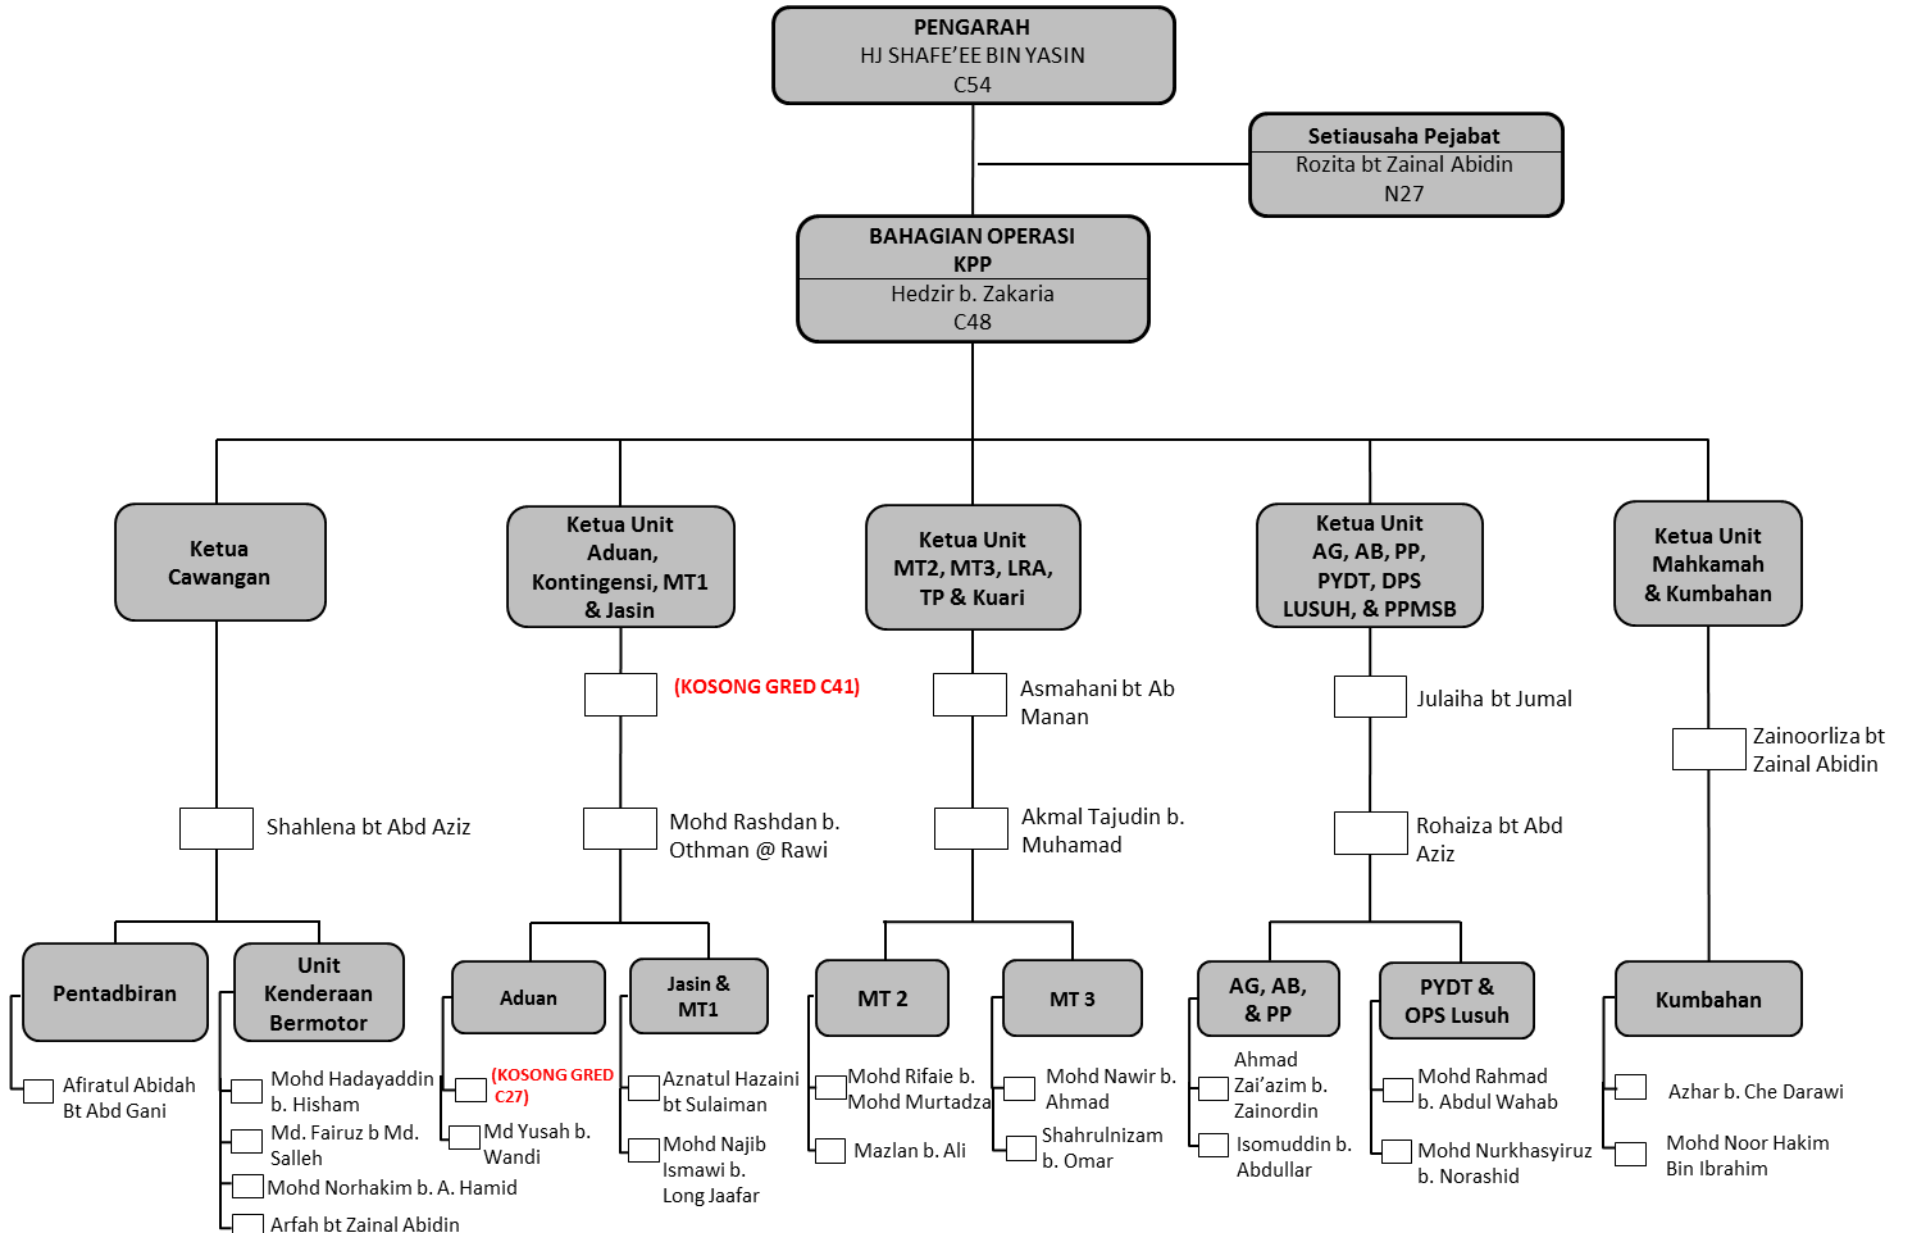 PENGARAH
HJ SHAFE’EE BIN YASIN
C54
Setiausaha Pejabat
Rozita bt Zainal Abidin
N27
BAHAGIAN OPERASI
KPP
Hedzir b. Zakaria
C48
Ketua
Cawangan
Ketua Unit
Aduan,
Kontingensi, MT1
& Jasin
Ketua Unit
MT2, MT3, LRA,
TP & Kuari
Ketua Unit
AG, AB, PP,
PYDT, DPS
LUSUH, & PPMSB
Ketua Unit
Mahkamah
& Kumbahan
(KOSONG GRED C41)
Asmahani bt Ab
Manan
Julaiha bt Jumal
Zainoorliza bt
Zainal Abidin
Shahlena bt Abd Aziz
Mohd Rashdan b.
Othman @ Rawi
Akmal Tajudin b.
Muhamad
Rohaiza bt Abd
Aziz
Pentadbiran
Unit
Kenderaan
Bermotor
Aduan
Jasin &
MT1
MT 2
MT 3
AG, AB,
& PP
PYDT &
OPS Lusuh
Kumbahan
Afiratul Abidah
Bt Abd Gani
Mohd Hadayaddin
b. Hisham
Md. Fairuz b Md.
Salleh
Mohd Norhakim b. A. Hamid
Arfah bt Zainal Abidin
(KOSONG GRED
C27)
Md Yusah b.
Wandi
Aznatul Hazaini
bt Sulaiman
Mohd Najib
Ismawi b.
Long Jaafar
Mohd Rifaie b.
Mohd Murtadza
Mazlan b. Ali
Mohd Nawir b.
Ahmad
Shahrulnizam
b. Omar
Ahmad
Zai’azim b.
Zainordin
Isomuddin b.
Abdullar
Mohd Rahmad
b. Abdul Wahab
Mohd Nurkhasyiruz
b. Norashid
Azhar b. Che Darawi
Mohd Noor Hakim
Bin Ibrahim